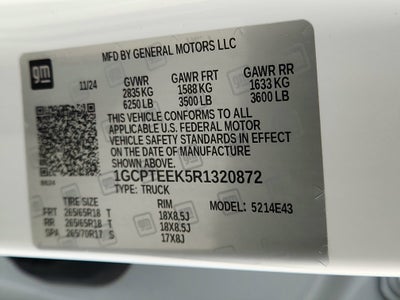 MFD BY GENERAL MOTORS LLC
gm
11/24 GVWR GAWR FRT GAWR RR
2835 KG 1588 KG 1633 KG
6250 LB 3500 LB 3600 LB
THIS VEHICLE CONFORMS TO ALL
APPLICABLE U.S. FEDERAL MOTOR
VEHICLE SAFETY STANDARDS IN EFFECT
ON THE DATE OF MANUFACTURE
SHOWN ABOVE.
1GCPTEEK5R1320872
TYPE: TRUCK MODEL: 5214E43
TIRE SIZE RIM
FRT 265/65R18 T 18X8.5J
RR 265/65R18 T 18X8.5J
SPA 265/70R17 S 17X8J